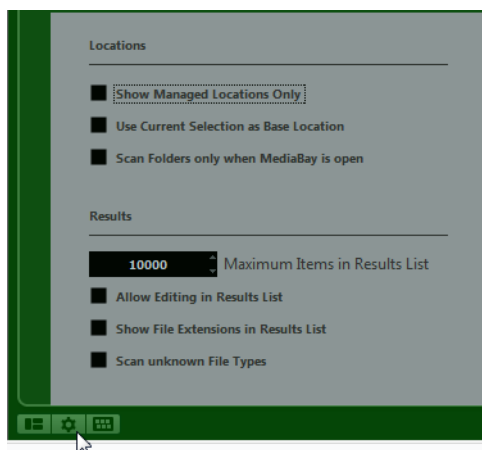 Locations
Show Managed Locations Only
Use Current Selection as Base Location
Scan Folders only when MediaBay is open
Results
10000 Maximum Items in Results List
Allow Editing in Results List
Show File Extensions in Results List
Scan unknown File Types